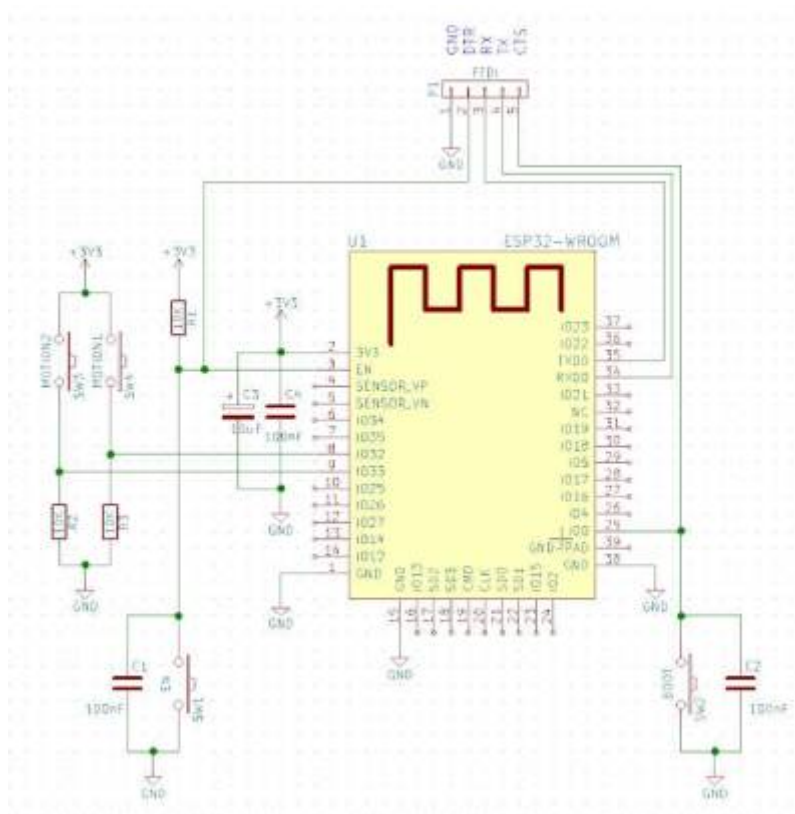 GND
DTR
RX
TX
CTS
FTDI
P1
1
2
3
4
5
GND
U1
ESP32-WROOM
+3V3
+3V3
10K
R1
+3V3
MOTION2
SW3
MOTION1
SW4
C3
10uF
C4
100nF
GND
10K
R2
10K
R3
GND
2 3V3
3 EN
4 SENSOR_VP
5 SENSOR_VN
6 IO34
7 IO35
8 IO32
9 IO33
10 IO25
11 IO26
12 IO27
13 IO14
14 IO12
1 GND
GND
IO23 37
IO22 36
TXD0 35
RXD0 34
IO21 33
NC 32
IO19 31
IO18 30
IO5 29
IO17 28
IO16 27
IO4 26
IO0 25
GND-PAD 39
GND 38
GND
GND 15
IO13 16
SD2 17
SD3 18
CMD 19
CLK 20
SD0 21
SD1 22
IO15 23
IO2 24
GND
C1
100nF
EN
SW1
GND
BOOT
SW2
C2
100nF
GND